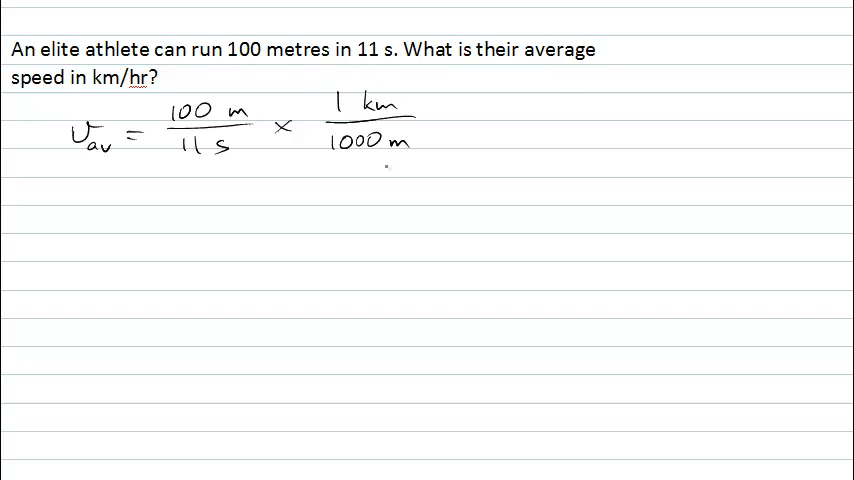 An elite athlete can run 100 metres in 11 s. What is their average
speed in km/hr?
v_av = 100 m / 11 s × 1 km / 1000 m